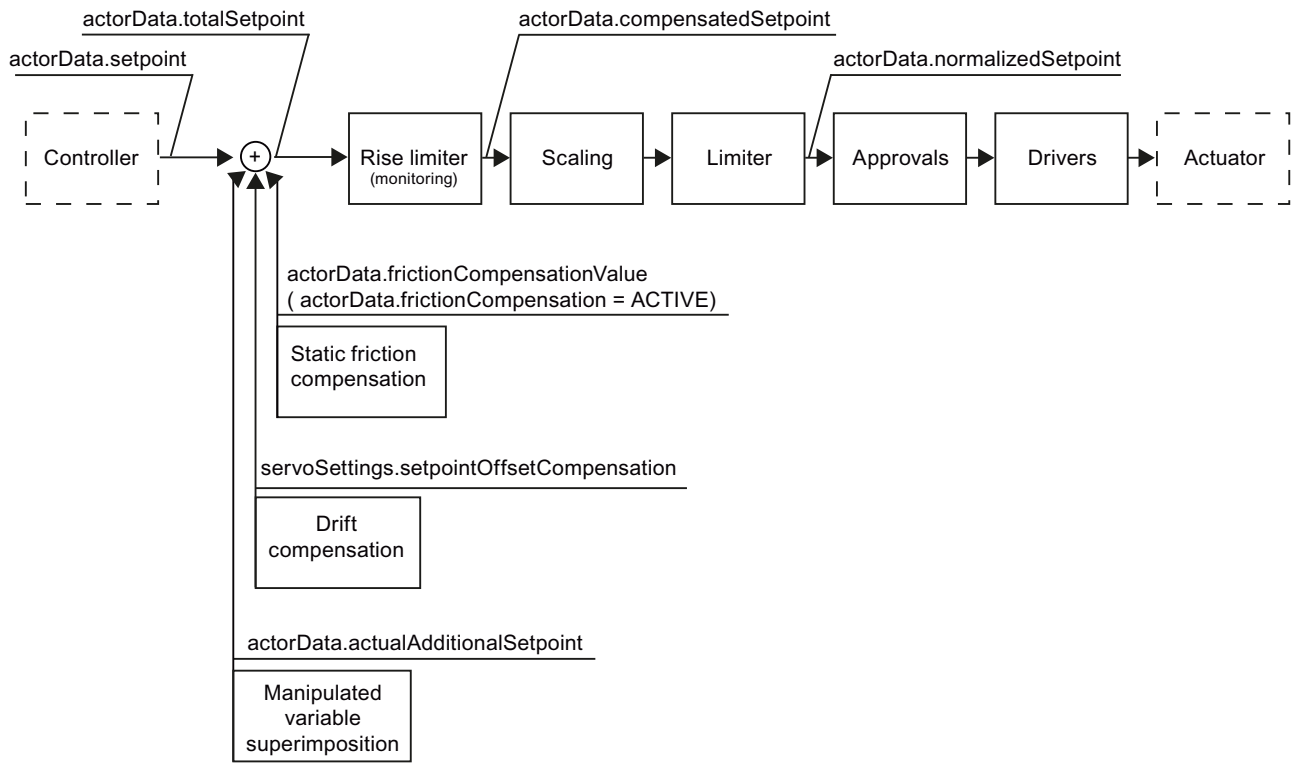 actorData.totalSetpoint
actorData.compensatedSetpoint
actorData.setpoint
actorData.normalizedSetpoint
Controller
+
Rise limiter
(monitoring)
Scaling
Limiter
Approvals
Drivers
Actuator
actorData.frictionCompensationValue
( actorData.frictionCompensation = ACTIVE)
Static friction
compensation
servoSettings.setpointOffsetCompensation
Drift
compensation
actorData.actualAdditionalSetpoint
Manipulated
variable
superimposition